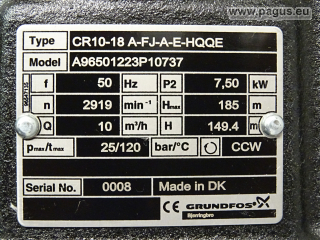 © www.pagus.eu
Type CR10-18 A-FJ-A-E-HQQE
Model A96501223P10737
f 50 Hz P2 7,50 kW
n 2919 min⁻¹ Hmax 185 m
Q 10 m³/h H 149.4 m
pmax/tmax 25/120 bar/°C CCW
Serial No. 0008 Made in DK
CE GRUNDFOS X
Bjerringbro